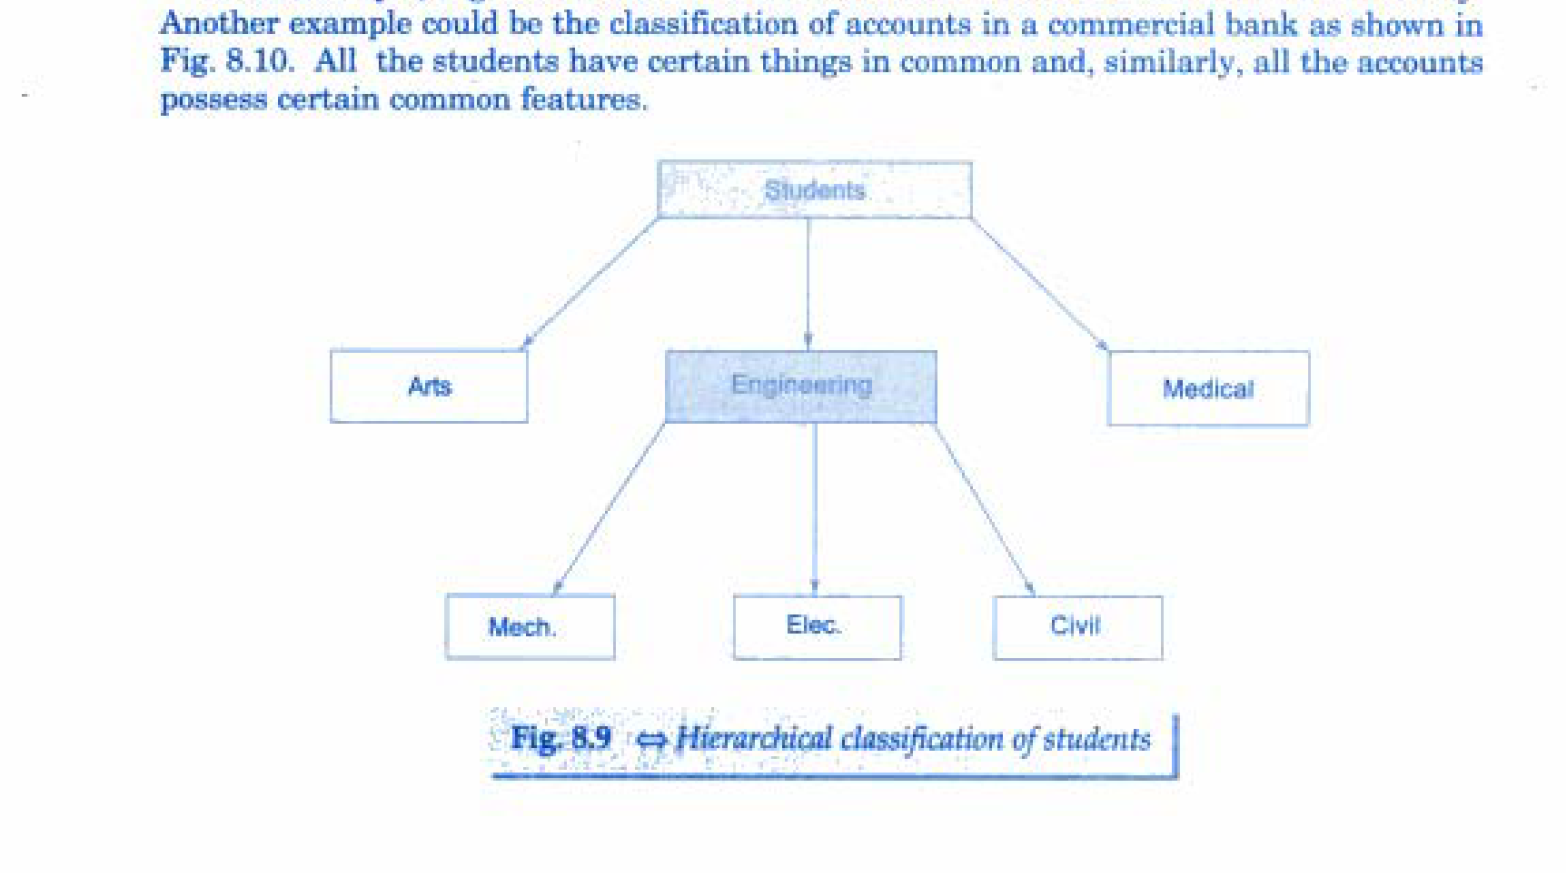 Another example could be the classification of accounts in a commercial bank as shown in
Fig. 8.10. All the students have certain things in common and, similarly, all the accounts
possess certain common features.
Students
Arts
Engineering
Medical
Mech.
Elec.
Civil
Fig. 8.9 ⇔ Hierarchical classification of students